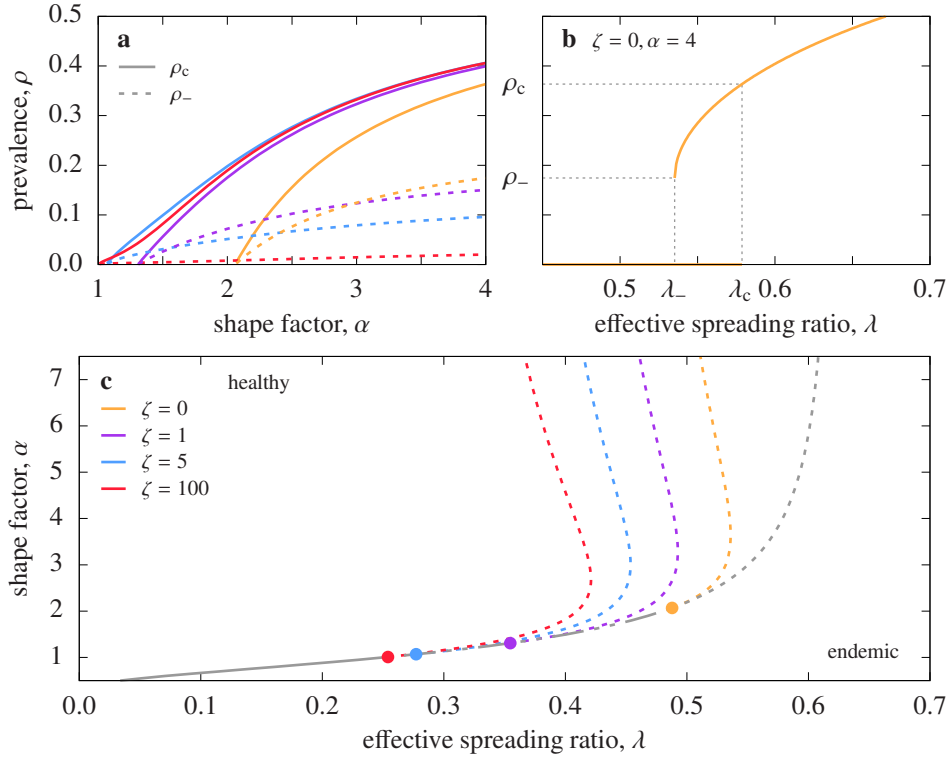 a
ρc
ρ−
0.5
0.4
0.3
0.2
0.1
0.0
prevalence, ρ
1
2
3
4
shape factor, α
b ζ = 0, α = 4
ρc
ρ−
0.5 λ− λc 0.6 0.7
effective spreading ratio, λ
c healthy
ζ = 0
ζ = 1
ζ = 5
ζ = 100
7
6
5
4
3
2
1
shape factor, α
endemic
0.0 0.1 0.2 0.3 0.4 0.5 0.6 0.7
effective spreading ratio, λ